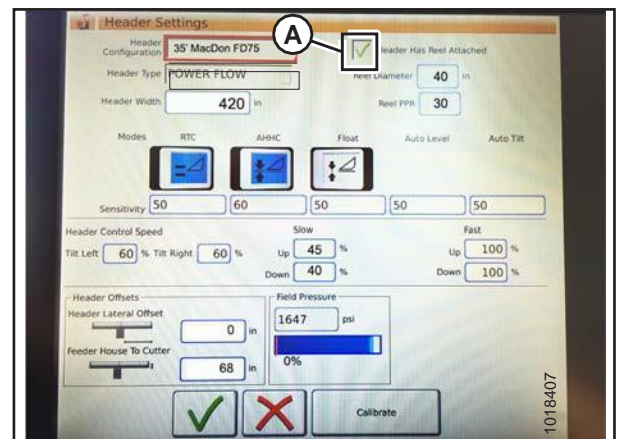 Header Settings
A
Header Configuration 35' MacDon FD75
Header Has Reel Attached
Header Type POWER FLOW
Reel Diameter 40 in
Header Width 420 in
Reel PPR 30
Modes RTC AHHC Float Auto Level Auto Tilt
Sensitivity 50 60 50 50 50
Header Control Speed Slow Fast
Tilt Left 60 % Tilt Right 60 % Up 45 % Up 100 %
Down 40 % Down 100 %
Header Offsets Field Pressure
Header Lateral Offset
0 in 1647 psi
Feeder House To Cutter
68 in 0%
Calibrate
1018407